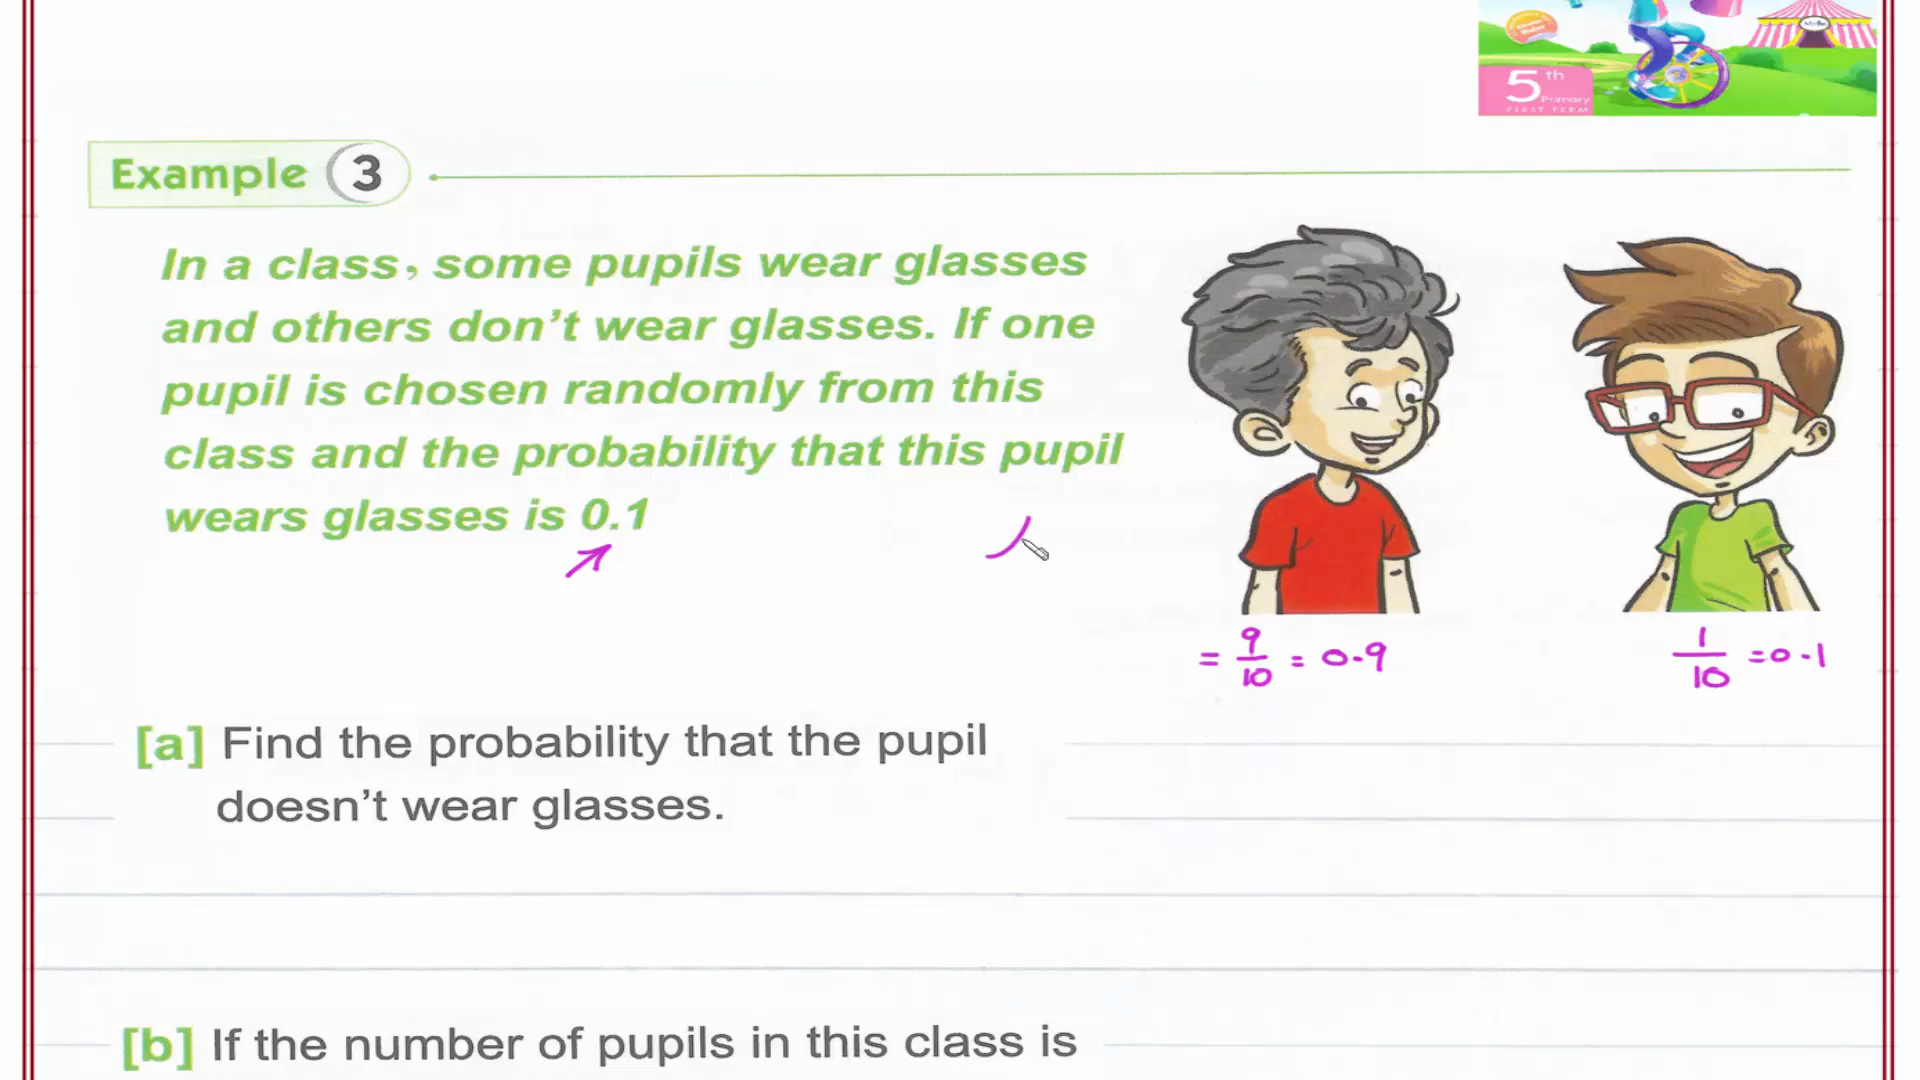 5th
Primary
FIRST TERM
Example 3
In a class, some pupils wear glasses
and others don't wear glasses. If one
pupil is chosen randomly from this
class and the probability that this pupil
wears glasses is 0.1
= 9/10 = 0.9
1/10 = 0.1
[a] Find the probability that the pupil
doesn't wear glasses.
[b] If the number of pupils in this class is